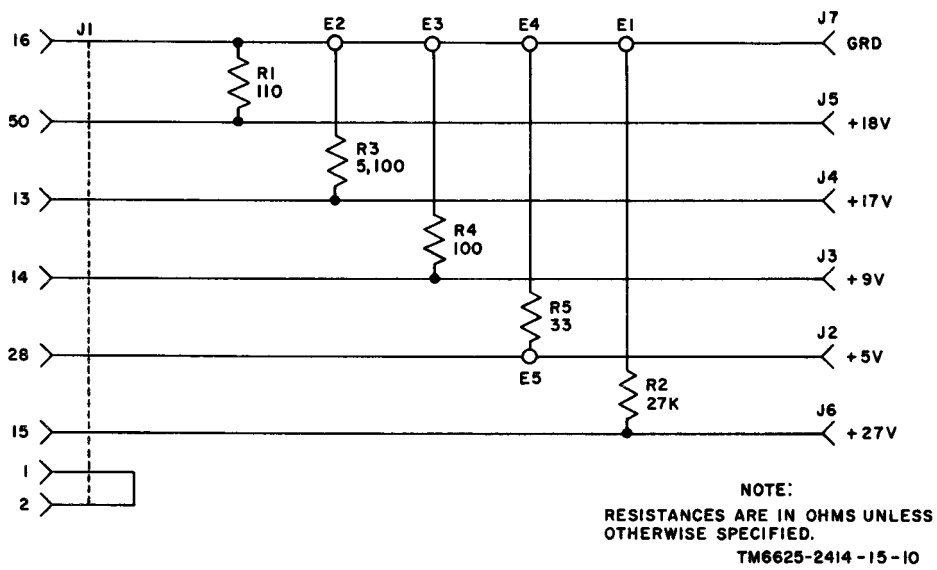 J1
E2
E3
E4
E1
J7
16
GRD
R1
110
J5
50
+18V
R3
5,100
J4
13
+17V
R4
100
J3
14
+9V
R5
33
J2
28
+5V
E5
R2
27K
J6
15
+27V
1
2
NOTE:
RESISTANCES ARE IN OHMS UNLESS
OTHERWISE SPECIFIED.
TM6625-2414-15-10